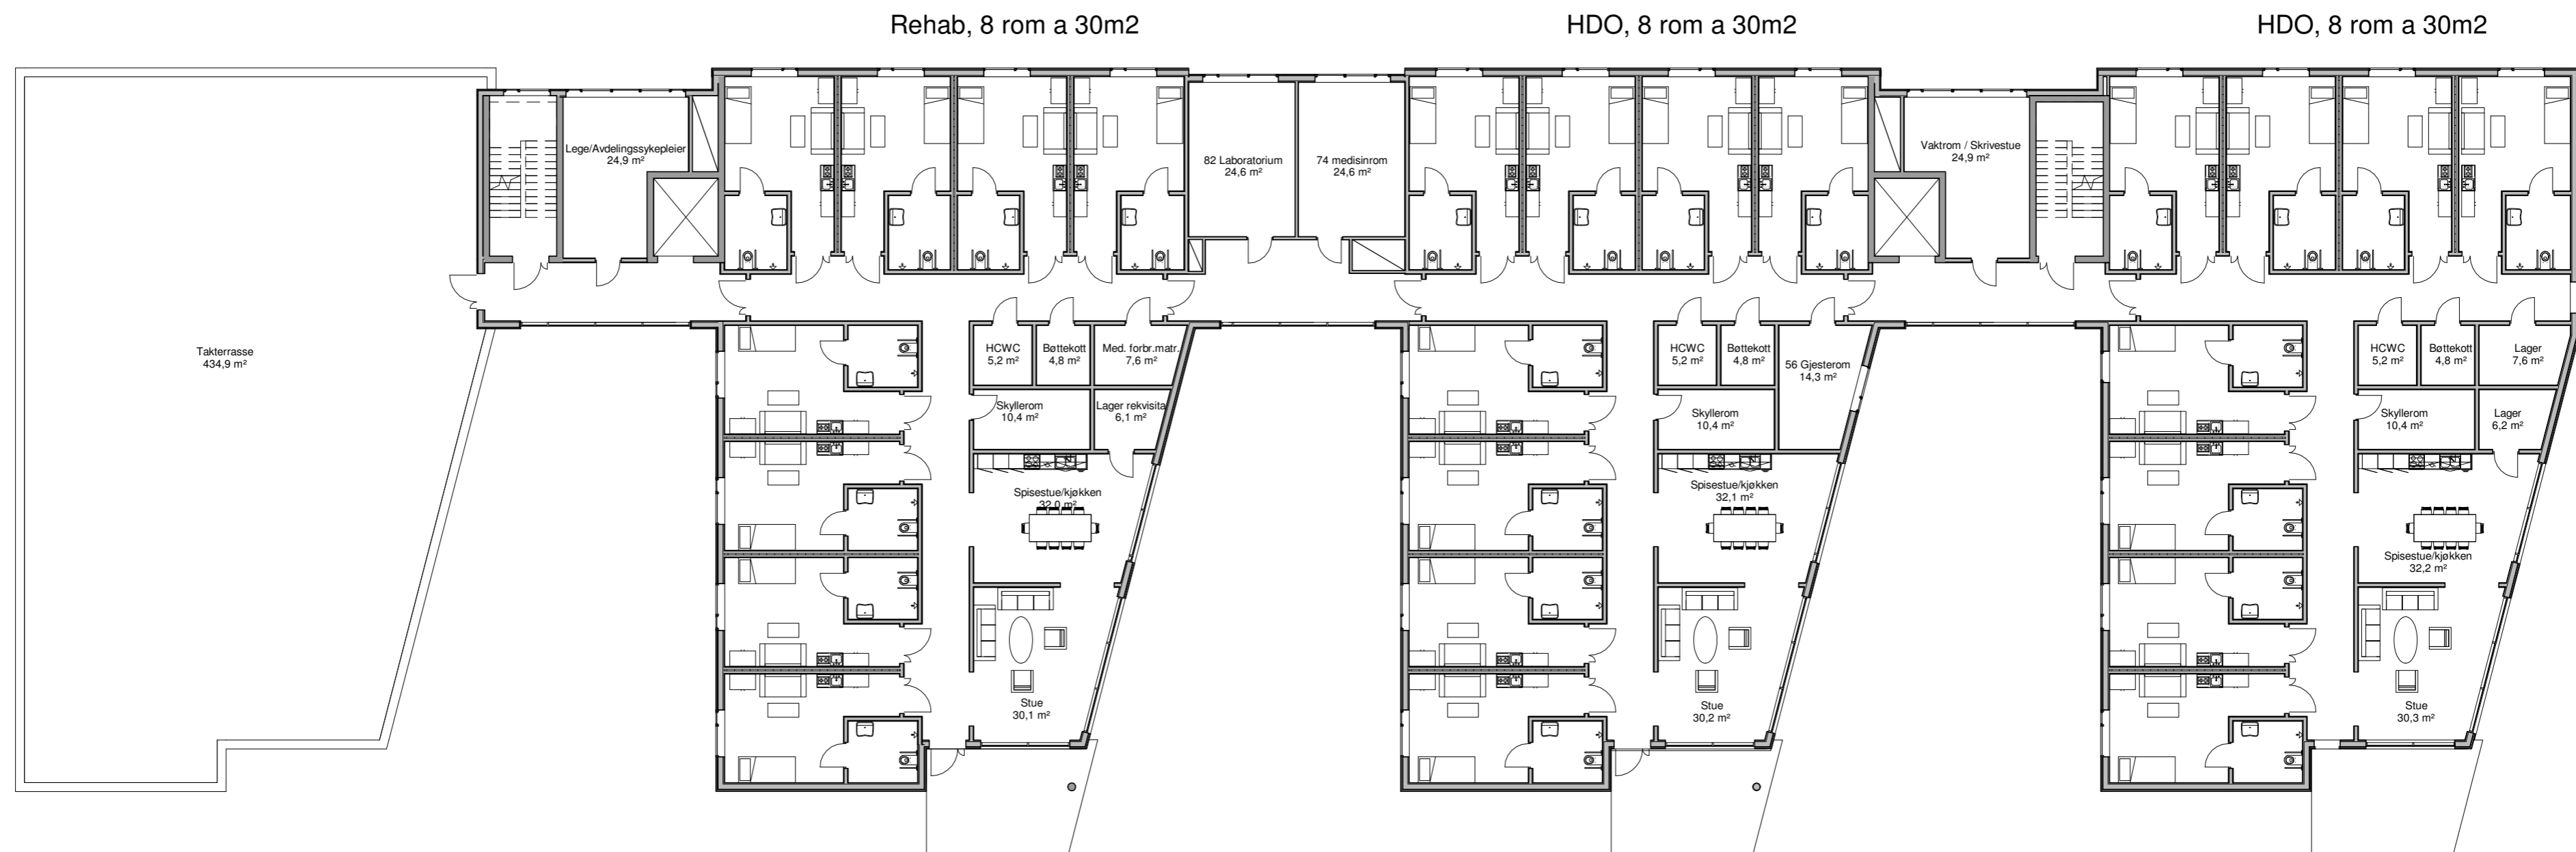 Rehab, 8 rom a 30m2
HDO, 8 rom a 30m2
HDO, 8 rom a 30m2
Lege/Avdelingssykepleier
24,9 m²
82 Laboratorium
24,6 m²
74 medisinrom
24,6 m²
Vaktrom / Skrivestue
24,9 m²
Takterrasse
434,9 m²
HCWC
5,2 m²
Bøttekott
4,8 m²
Med. forbr.matr.
7,6 m²
Skyllerom
10,4 m²
Lager rekvisita
6,1 m²
Spisestue/kjøkken
32,0 m²
Stue
30,1 m²
HCWC
5,2 m²
Bøttekott
4,8 m²
56 Gjesterom
14,3 m²
Skyllerom
10,4 m²
Spisestue/kjøkken
32,1 m²
Stue
30,2 m²
HCWC
5,2 m²
Bøttekott
4,8 m²
Lager
7,6 m²
Skyllerom
10,4 m²
Lager
6,2 m²
Spisestue/kjøkken
32,2 m²
Stue
30,3 m²